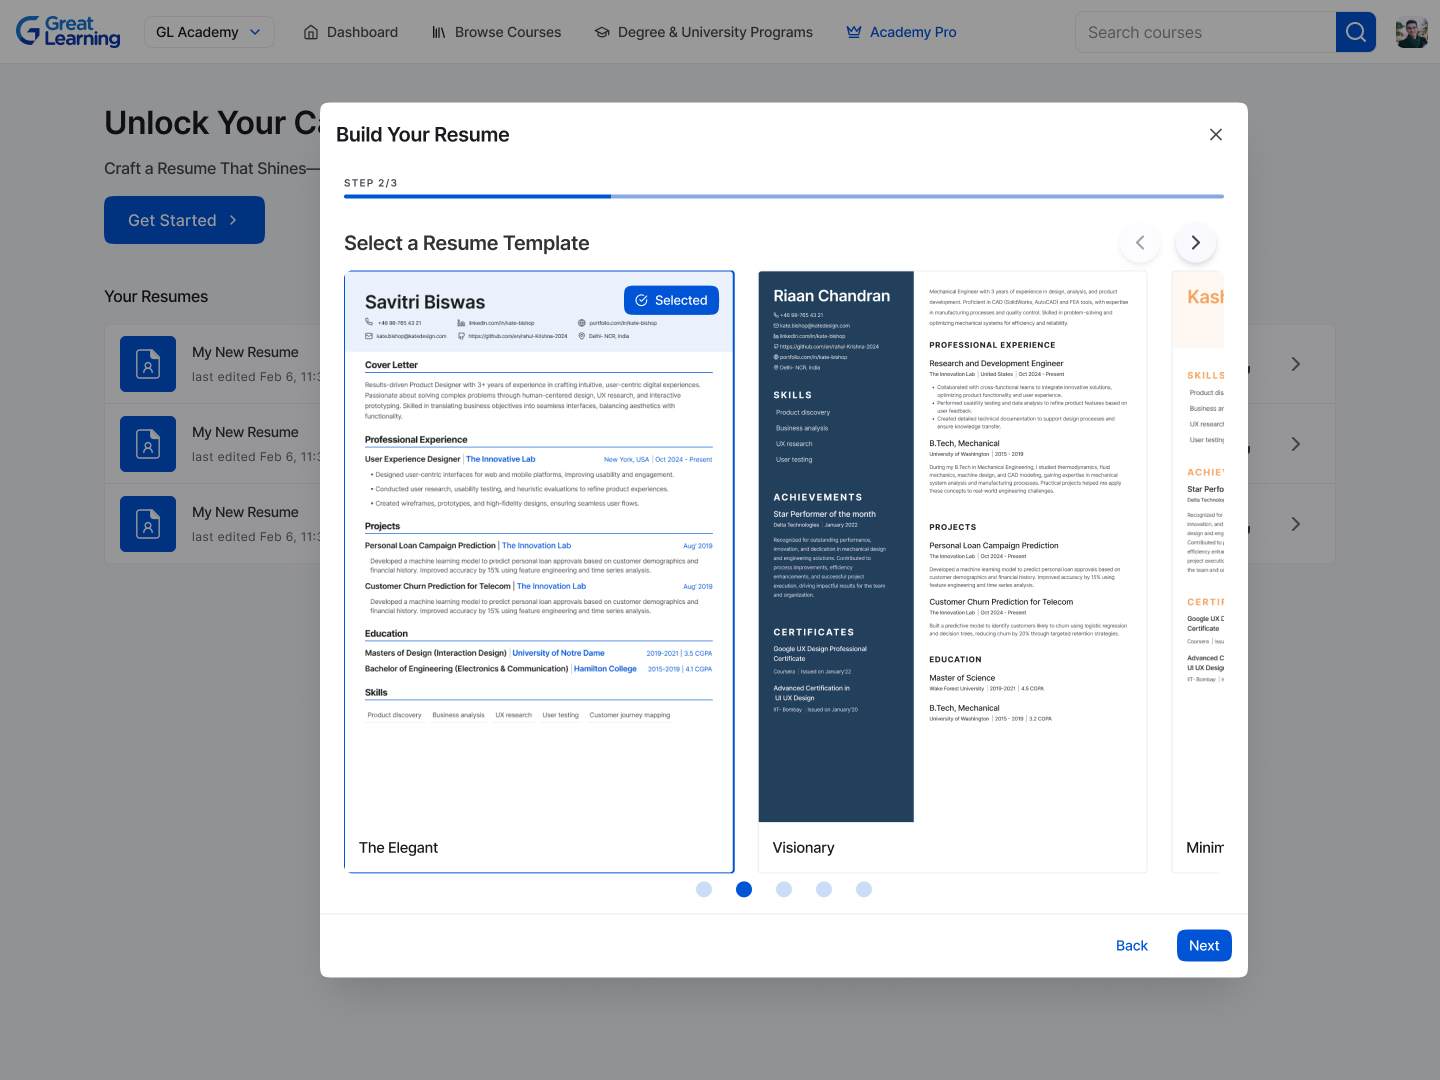 Great Learning
GL Academy
Dashboard
Browse Courses
Degree & University Programs
Academy Pro
Search courses
Unlock Your Ca
Craft a Resume That Shines—
Get Started
Your Resumes
My New Resume
last edited Feb 6, 11:3
My New Resume
last edited Feb 6, 11:3
My New Resume
last edited Feb 6, 11:3
Build Your Resume
STEP 2/3
Select a Resume Template
Savitri Biswas
Selected
+46 98-765 43 21
linkedin.com/in/kate-bishop
portfolio.com/in/kate-bishop
kate.bishop@katedesign.com
https://github.com/en/rahul-Krishna-2024
Delhi- NCR, India
Cover Letter
Results-driven Product Designer with 3+ years of experience in crafting intuitive, user-centric digital experiences.
Passionate about solving complex problems through human-centered design, UX research, and interactive
prototyping. Skilled in translating business objectives into seamless interfaces, balancing aesthetics with
functionality.
Professional Experience
User Experience Designer | The Innovative Lab
New York, USA | Oct 2024 - Present
• Designed user-centric interfaces for web and mobile platforms, improving usability and engagement.
• Conducted user research, usability testing, and heuristic evaluations to refine product experiences.
• Created wireframes, prototypes, and high-fidelity designs, ensuring seamless user flows.
Projects
Personal Loan Campaign Prediction | The Innovation Lab
Aug' 2019
Developed a machine learning model to predict personal loan approvals based on customer demographics and
financial history. Improved accuracy by 15% using feature engineering and time series analysis.
Customer Churn Prediction for Telecom | The Innovation Lab
Aug' 2019
Developed a machine learning model to predict personal loan approvals based on customer demographics and
financial history. Improved accuracy by 15% using feature engineering and time series analysis.
Education
Masters of Design (Interaction Design) | University of Notre Dame
2019-2021 | 3.5 CGPA
Bachelor of Engineering (Electronics & Communication) | Hamilton College
2015-2019 | 4.1 CGPA
Skills
Product discovery
Business analysis
UX research
User testing
Customer journey mapping
The Elegant
Riaan Chandran
+46 98-765 43 21
kate.bishop@katedesign.com
linkedin.com/in/kate-bishop
https://github.com/en/rahul-Krishna-2024
portfolio.com/in/kate-bishop
Delhi- NCR, India
SKILLS
Product discovery
Business analysis
UX research
User testing
ACHIEVEMENTS
Star Performer of the month
Delta Technologies | January 2022
Recognized for outstanding performance,
innovation, and dedication in mechanical design
and engineering solutions. Contributed to
process improvements, efficiency
enhancements, and successful project
execution, driving impactful results for the team
and organization.
CERTIFICATES
Google UX Design Professional
Certificate
Coursera | Issued on January'22
Advanced Certification in
UI UX Design
IIT- Bombay | Issued on January'20
Mechanical Engineer with 3 years of experience in design, analysis, and product
development. Proficient in CAD (SolidWorks, AutoCAD) and FEA tools, with expertise
in manufacturing processes and quality control. Skilled in problem-solving and
optimizing mechanical systems for efficiency and reliability.
PROFESSIONAL EXPERIENCE
Research and Development Engineer
The Innovation Lab | United States | Oct 2024 - Present
• Collaborated with cross-functional teams to integrate innovative solutions,
optimizing product functionality and user experience.
• Performed usability testing and data analysis to refine product features based on
user feedback.
• Created detailed technical documentation to support design processes and
ensure knowledge transfer.
B.Tech, Mechanical
University of Washington | 2015 - 2019
During my B.Tech in Mechanical Engineering, I studied thermodynamics, fluid
mechanics, machine design, and CAD modeling, gaining expertise in mechanical
system analysis and manufacturing processes. Practical projects helped me apply
these concepts to real-world engineering challenges.
PROJECTS
Personal Loan Campaign Prediction
The Innovation Lab | Oct 2024 - Present
Developed a machine learning model to predict personal loan approvals based on
customer demographics and financial history. Improved accuracy by 15% using
feature engineering and time series analysis.
Customer Churn Prediction for Telecom
The Innovation Lab | Oct 2024 - Present
Built a predictive model to identify customers likely to churn using logistic regression
and decision trees, reducing churn by 20% through targeted retention strategies.
EDUCATION
Master of Science
Wake Forest University | 2019-2021 | 4.5 CGPA
B.Tech, Mechanical
University of Washington | 2015 - 2019 | 3.2 CGPA
Visionary
Kash
SKILLS
Product disc
Business an
UX research
User testing
ACHIEV
Star Perfo
Delta Technolo
Recognized for
innovation, and
design and eng
Contributed to p
efficiency enhan
project executio
the team and or
CERTIF
Google UX D
Certificate
Coursera | Issu
Advanced C
UI UX Desig
IIT- Bombay | Is
Minim
Back
Next